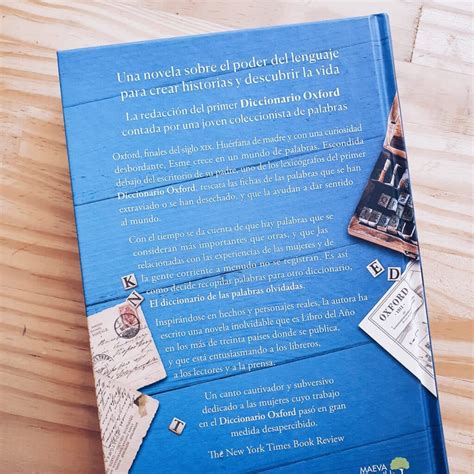 Una novela sobre el poder del lenguaje
para crear historias y descubrir la vida
La redacción del primer Diccionario Oxford
contada por una joven coleccionista de palabras
Oxford, finales del siglo XIX. Huérfana de madre y con una curiosidad
desbordante, Esme crece en un mundo de palabras. Escondida
debajo del escritorio de su padre, uno de los lexicógrafos del primer
Diccionario Oxford, rescata las fichas de las palabras que se han
extraviado o se han desechado, y que la ayudan a dar sentido
al mundo.
Con el tiempo se da cuenta de que hay palabras que se
consideran más importantes que otras, y que las
relacionadas con las experiencias de las mujeres y de
la gente corriente a menudo no se registran. Es así
como decide recopilar palabras para otro diccionario,
El diccionario de las palabras olvidadas.
Inspirándose en hechos y personajes reales, la autora ha
escrito una novela inolvidable que es Libro del Año
en los más de treinta países donde se publica,
y que está entusiasmando a los libreros,
a los lectores y a la prensa.
Un canto cautivador y subversivo
dedicado a las mujeres cuyo trabajo
en el Diccionario Oxford pasó en gran
medida desapercibido.
The New York Times Book Review
K
N
E
D
OXFORD
I
MAEVA